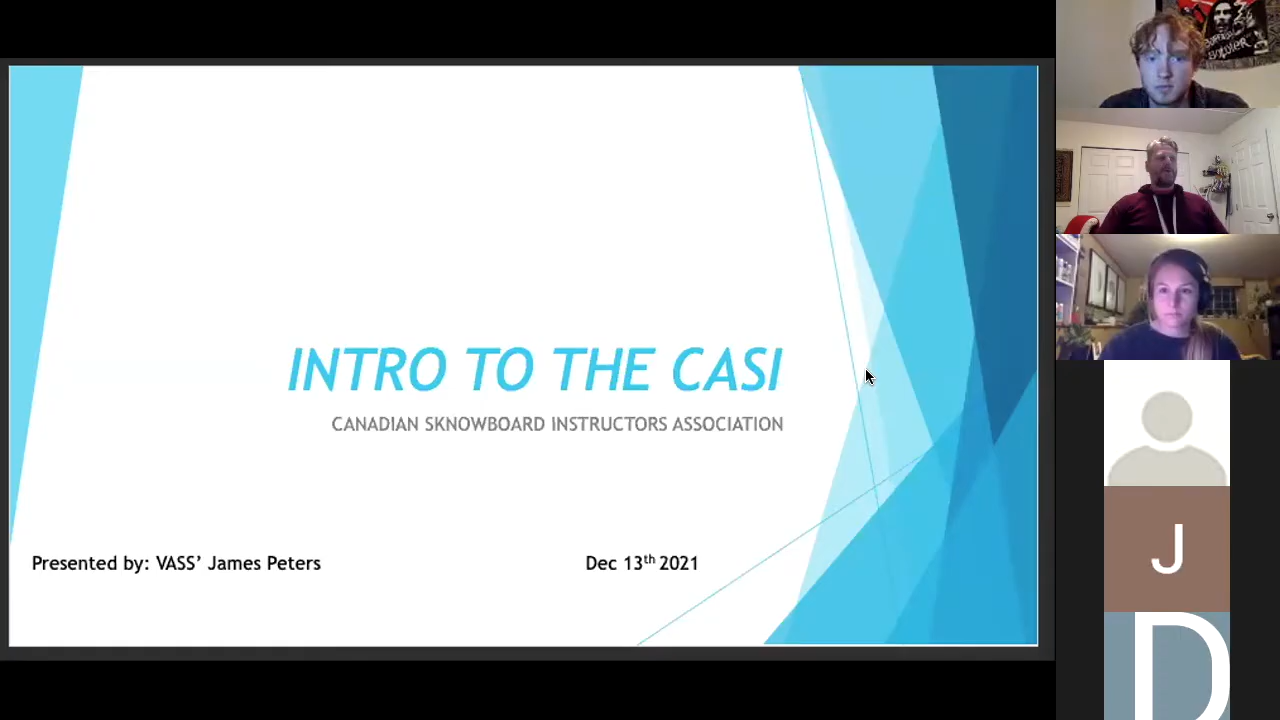 INTRO TO THE CASI
CANADIAN SKNOWBOARD INSTRUCTORS ASSOCIATION
Presented by: VASS’ James Peters
Dec 13th 2021
J
D